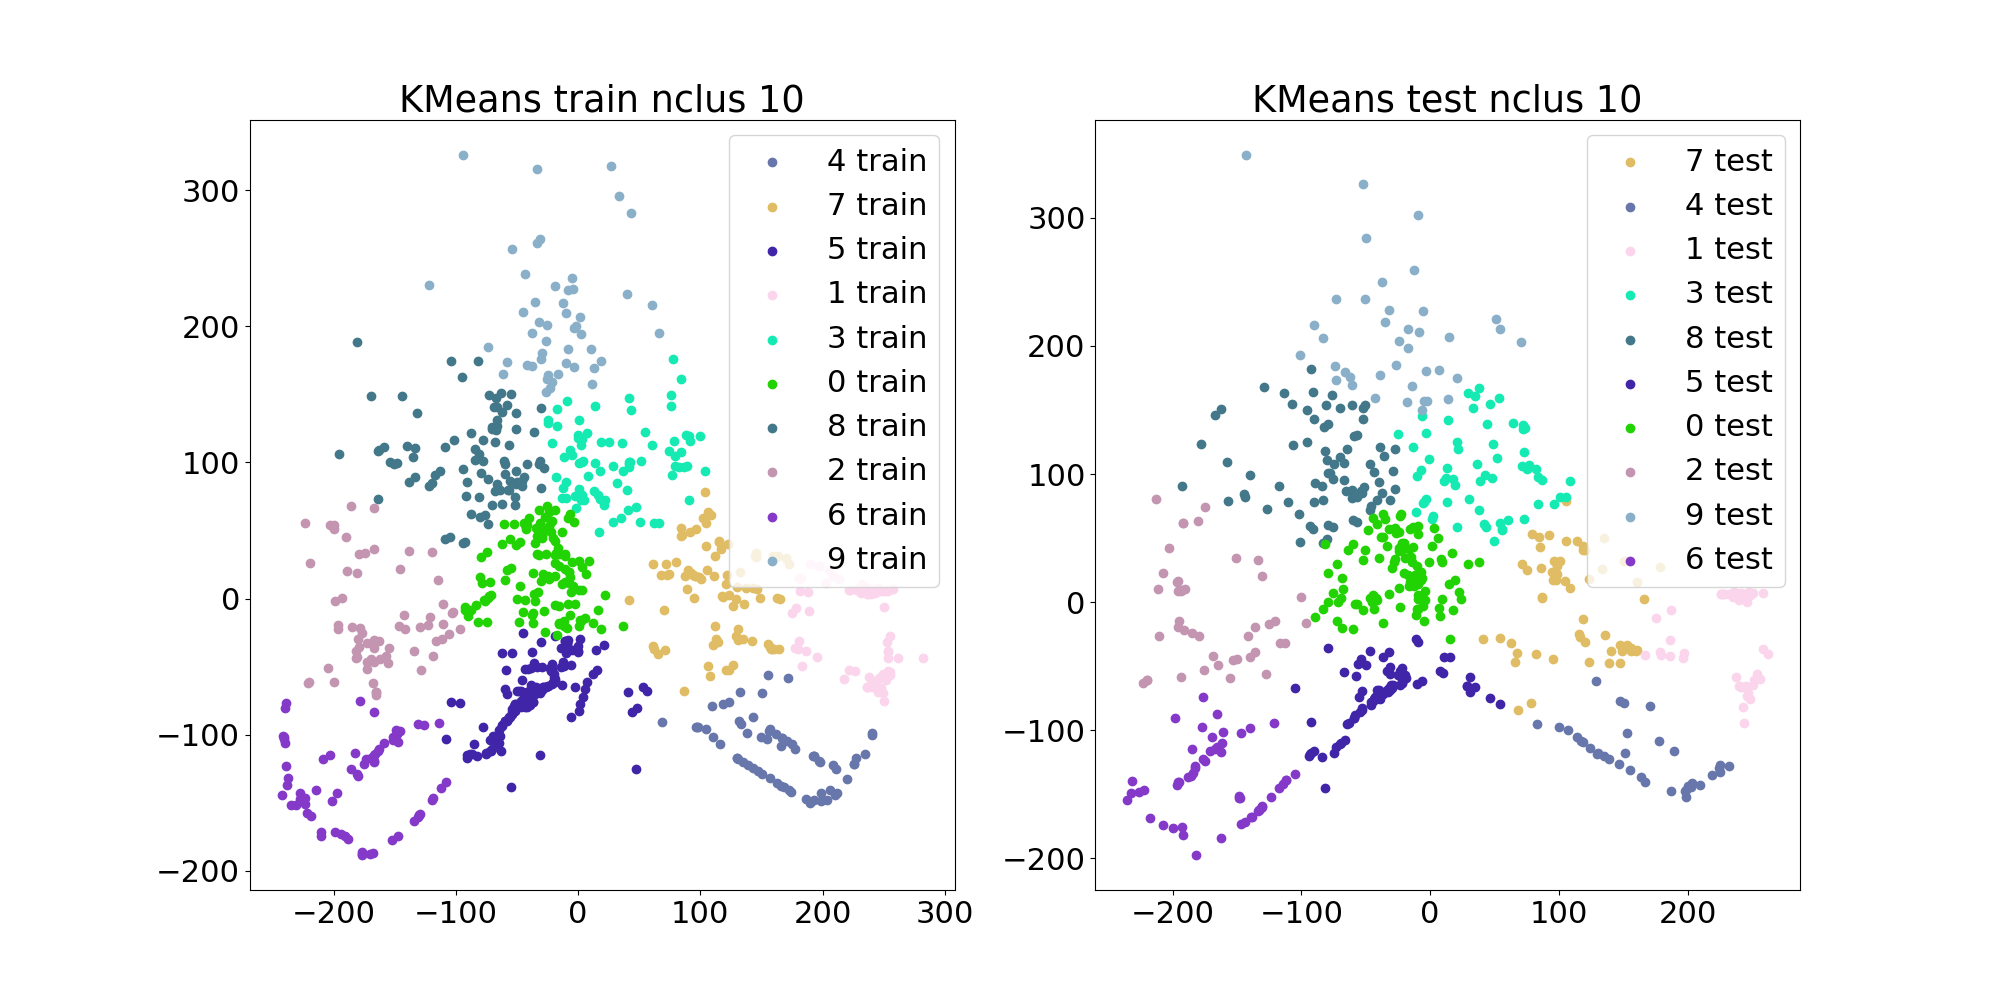 KMeans train nclus 10
300
200
100
0
−100
−200
−200
−100
0
100
200
300
4 train
7 train
5 train
1 train
3 train
0 train
8 train
2 train
6 train
9 train
KMeans test nclus 10
300
200
100
0
−100
−200
−200
−100
0
100
200
7 test
4 test
1 test
3 test
8 test
5 test
0 test
2 test
9 test
6 test